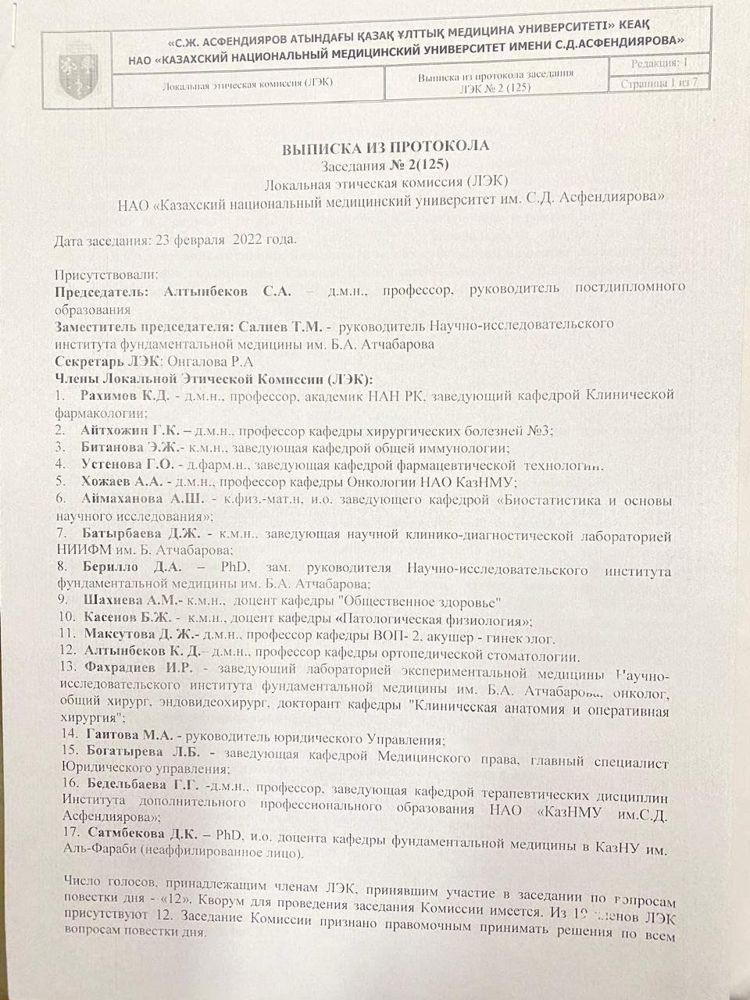 «С.Ж. АСФЕНДИЯРОВ АТЫНДАҒЫ ҚАЗАҚ ҰЛТТЫҚ МЕДИЦИНА УНИВЕРСИТЕТІ» КЕАҚ
НАО «КАЗАХСКИЙ НАЦИОНАЛЬНЫЙ МЕДИЦИНСКИЙ УНИВЕРСИТЕТ ИМЕНИ С.Д.АСФЕНДИЯРОВА»
Локальная этическая комиссия (ЛЭК)
Выписка из протокола заседания
ЛЭК № 2 (125)
Редакция: 1
Страница 1 из 7
ВЫПИСКА ИЗ ПРОТОКОЛА
Заседания № 2(125)
Локальная этическая комиссия (ЛЭК)
НАО «Казахский национальный медицинский университет им. С.Д. Асфендиярова»
Дата заседания: 23 февраля 2022 года.
Присутствовали:
Председатель: Алтынбеков С.А. – д.м.н., профессор, руководитель постдипломного
образования
Заместитель председателя: Салиев Т.М. - руководитель Научно-исследовательского
института фундаментальной медицины им. Б.А. Атчабарова
Секретарь ЛЭК: Онгалова Р.А
Члены Локальной Этической Комиссии (ЛЭК):
1. Рахимов К.Д. - д.м.н., профессор, академик НАН РК, заведующий кафедрой Клинической
фармакологии;
2. Айтхожин Г.К. – д.м.н., профессор кафедры хирургических болезней №3;
3. Битанова Э.Ж.- к.м.н., заведующая кафедрой общей иммунологии;
4. Устенова Г.О. - д.фарм.н., заведующая кафедрой фармацевтической технологии,
5. Хожаев А.А. - д.м.н., профессор кафедры Онкологии НАО КазНМУ;
6. Аймаханова А.Ш. - к.физ.-мат.н, и.о. заведующего кафедрой «Биостатистика и основы
научного исследования»;
7. Батырбаева Д.Ж. - к.м.н., заведующая научной клинико-диагностической лабораторией
НИИФМ им. Б. Атчабарова;
8. Берилло Д.А. – PhD, зам. руководителя Научно-исследовательского института
фундаментальной медицины им. Б.А. Атчабарова;
9. Шахиева А.М.- к.м.н., доцент кафедры "Общественное здоровье"
10. Касенов Б.Ж. - к.м.н., доцент кафедры «Патологическая физиология»;
11. Максутова Д. Ж.- д.м.н., профессор кафедры ВОП- 2, акушер - гинеколог.
12. Алтынбеков К. Д.– д.м.н., профессор кафедры ортопедической стоматологии.
13. Фахрадиев И.Р. - заведующий лабораторией экспериментальной медицины Научно-
исследовательского института фундаментальной медицины им. Б.А. Атчабарова, онколог,
общий хирург, эндовидеохирург, докторант кафедры "Клиническая анатомия и оперативная
хирургия";
14. Гаитова М.А. - руководитель юридического Управления;
15. Богатырева Л.Б. - заведующая кафедрой Медицинского права, главный специалист
Юридического управления;
16. Бедельбаева Г.Г. -д.м.н., профессор, заведующая кафедрой терапевтических дисциплин
Института дополнительного профессионального образования НАО «КазНМУ им.С.Д.
Асфендиярова»;
17. Сатмбекова Д.К. – PhD, и.о. доцента кафедры фундаментальной медицины в КазНУ им.
Аль-Фараби (неаффилированное лицо).
Число голосов, принадлежащим членам ЛЭК, принявшим участие в заседании по вопросам
повестки дня - «12». Кворум для проведения заседания Комиссии имеется. Из членов ЛЭК
присутствуют 12. Заседание Комиссии признано правомочным принимать решения по всем
вопросам повестки дня.